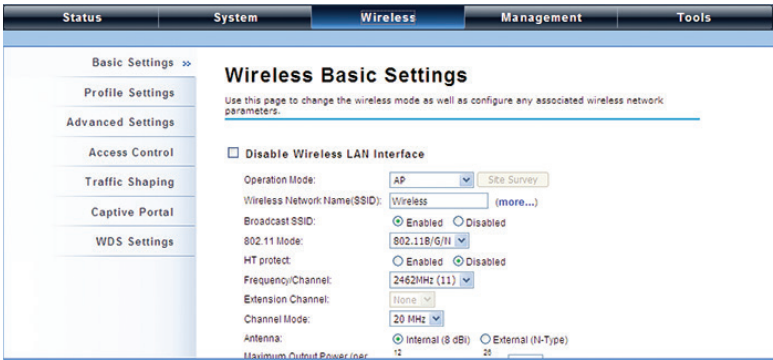 Status System Wireless Management Tools
Basic Settings »
Profile Settings
Advanced Settings
Access Control
Traffic Shaping
Captive Portal
WDS Settings
Wireless Basic Settings
Use this page to change the wireless mode as well as configure any associated wireless network
parameters.
Disable Wireless LAN Interface
Operation Mode: AP Site Survey
Wireless Network Name(SSID): Wireless (more...)
Broadcast SSID: Enabled Disabled
802.11 Mode: 802.11B/G/N
HT protect: Enabled Disabled
Frequency/Channel: 2462MHz (11)
Extension Channel: None
Channel Mode: 20 MHz
Antenna: Internal (8 dBi) External (N-Type)
Maximum Output Power (per 12